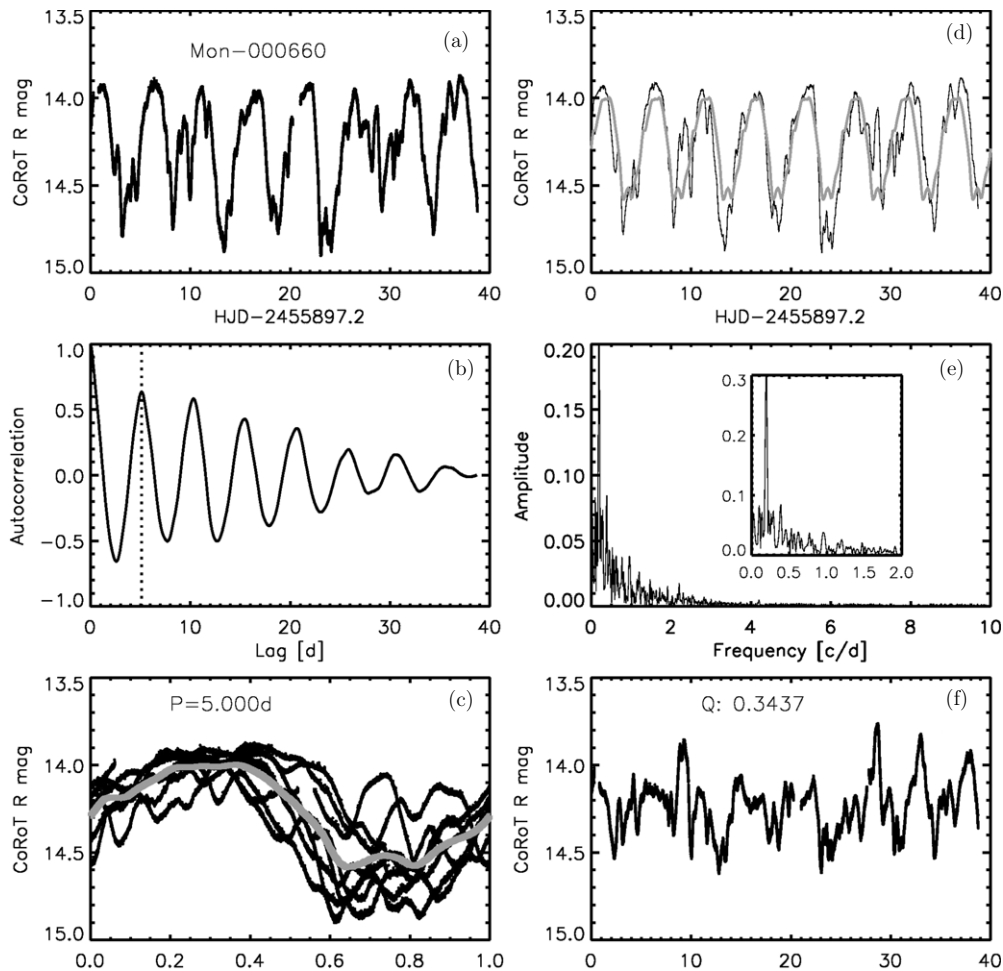 13.5
14.0
14.5
15.0
CoRoT R mag
Mon-000660
(a)
0 10 20 30 40
HJD-2455897.2
13.5
14.0
14.5
15.0
CoRoT R mag
(d)
0 10 20 30 40
HJD-2455897.2
1.0
0.5
0.0
-0.5
-1.0
Autocorrelation
(b)
0 10 20 30 40
Lag [d]
0.20
0.15
0.10
0.05
0.00
Amplitude
(e)
0.3
0.2
0.1
0.0
0.0 0.5 1.0 1.5 2.0
0 2 4 6 8 10
Frequency [c/d]
13.5
14.0
14.5
15.0
CoRoT R mag
P=5.000d
(c)
0.0 0.2 0.4 0.6 0.8 1.0
13.5
14.0
14.5
15.0
CoRoT R mag
Q: 0.3437
(f)
0 10 20 30 40